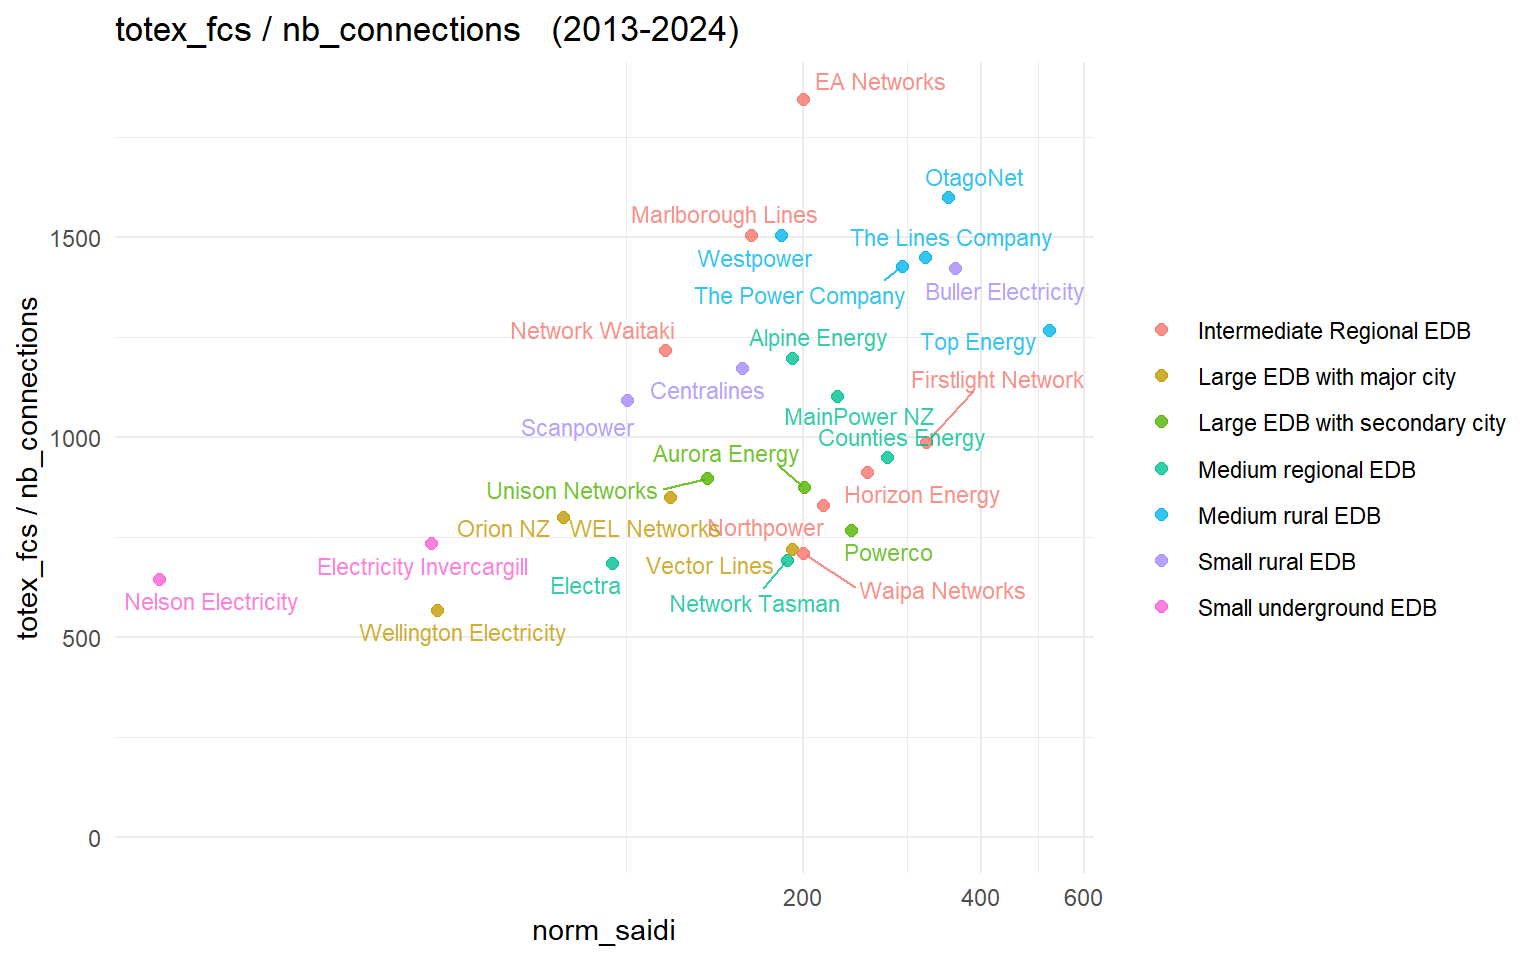 totex_fcs / nb_connections (2013-2024)
EA Networks
OtagoNet
Marlborough Lines
The Lines Company
Westpower
The Power Company
Buller Electricity
Network Waitaki
Alpine Energy
Top Energy
Firstlight Network
Centralines
MainPower NZ
Scanpower
Counties Energy
Aurora Energy
Unison Networks
Horizon Energy
Orion NZ
WEL Networks
Northpower
Powerco
Electricity Invercargill
Vector Lines
Electra
Waipa Networks
Nelson Electricity
Network Tasman
Wellington Electricity
1500
1000
500
0
totex_fcs / nb_connections
200
400
600
norm_saidi
Intermediate Regional EDB
Large EDB with major city
Large EDB with secondary city
Medium regional EDB
Medium rural EDB
Small rural EDB
Small underground EDB